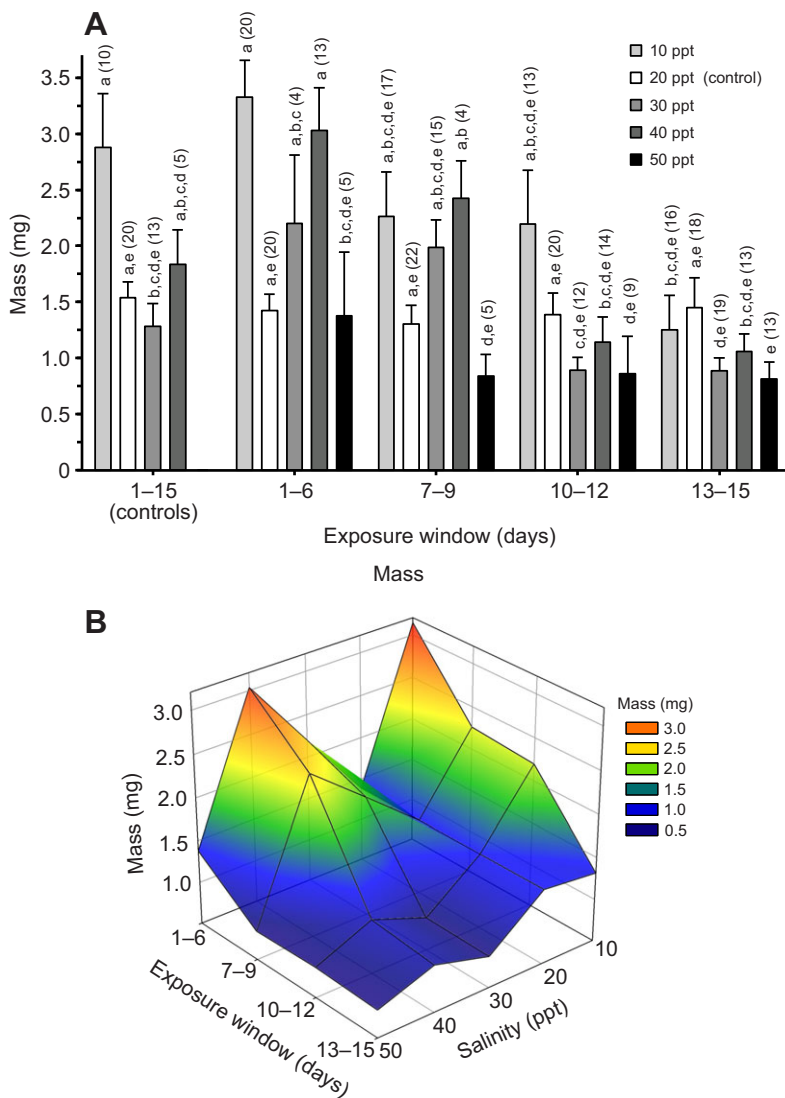 A
10 ppt
20 ppt (control)
30 ppt
40 ppt
50 ppt
Mass (mg)
3.5
3.0
2.5
2.0
1.5
1.0
0.5
0
a (10)
a,e (20)
b,c,d,e (13)
a,b,c,d (5)
a (20)
a,e (20)
a,b,c (4)
a (13)
b,c,d,e (5)
a,b,c,d,e (17)
a,e (22)
a,b,c,d,e (15)
a,b (4)
d,e (5)
a,b,c,d,e (13)
a,e (20)
c,d,e (12)
b,c,d,e (14)
d,e (9)
b,c,d,e (16)
a,e (18)
d,e (19)
b,c,d,e (13)
e (13)
1–15 1–6 7–9 10–12 13–15
(controls)
Exposure window (days)
Mass
B
Mass (mg)
3.0
2.5
2.0
1.5
1.0
0.5
Mass (mg)
3.0
2.5
2.0
1.5
1.0
1–6
7–9
10–12
13–15
Exposure window (days)
50
40
30
20
10
Salinity (ppt)